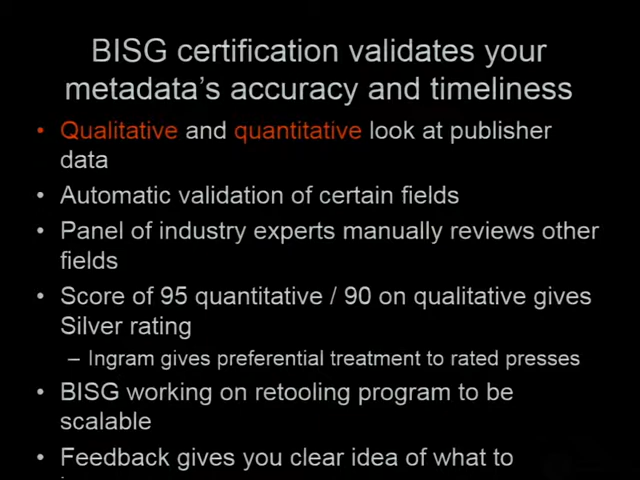 BISG certification validates your
metadata's accuracy and timeliness
• Qualitative and quantitative look at publisher
data
• Automatic validation of certain fields
• Panel of industry experts manually reviews other
fields
• Score of 95 quantitative / 90 on qualitative gives
Silver rating
– Ingram gives preferential treatment to rated presses
• BISG working on retooling program to be
scalable
• Feedback gives you clear idea of what to